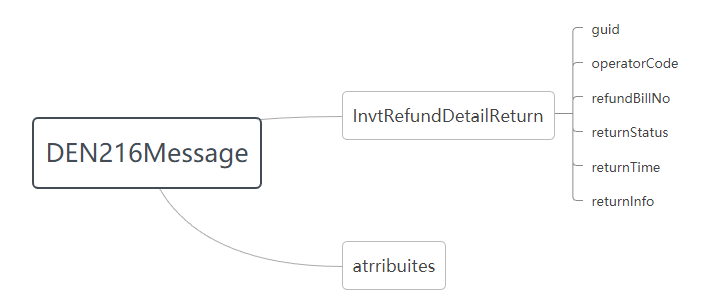 DEN216Message
InvtRefundDetailReturn
guid
operatorCode
refundBillNo
returnStatus
returnTime
returnInfo
atrribuites